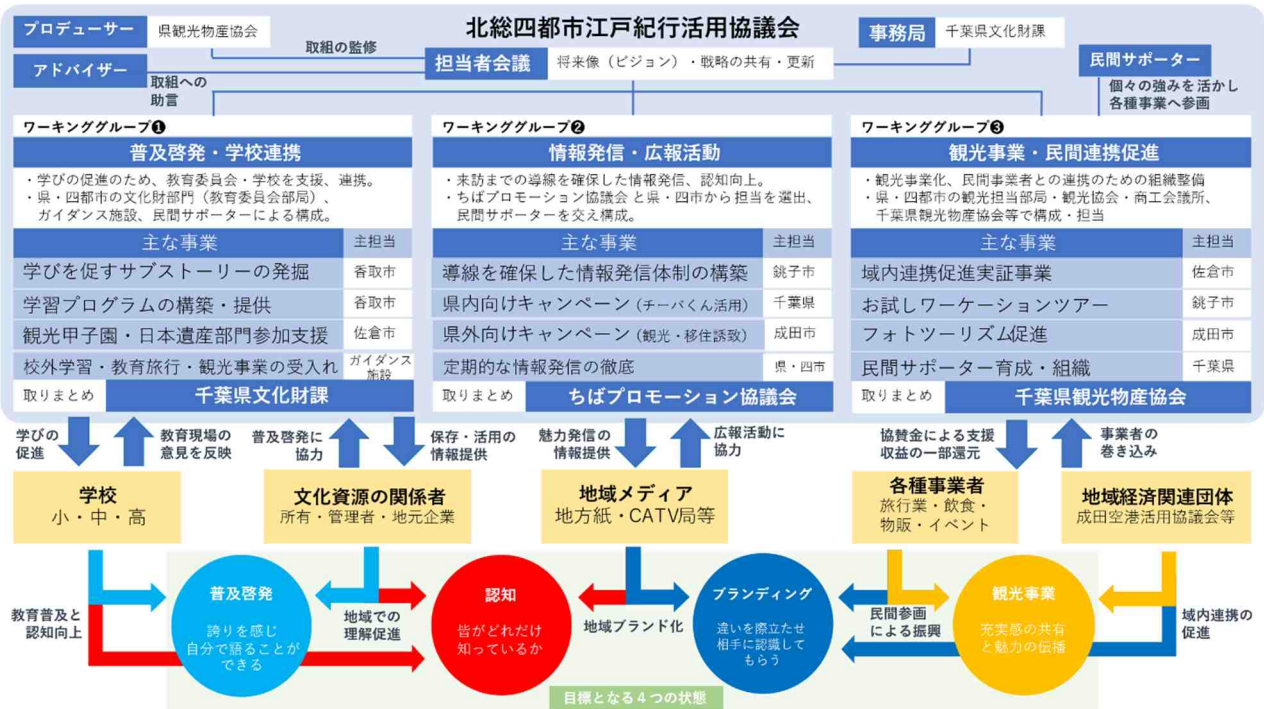 北総四都市江戸紀行活用協議会
プロデューサー
県観光物産協会
取組の監修
事務局
千葉県文化財課
アドバイザー
取組への
助言
担当者会議
将来像（ビジョン）・戦略の共有・更新
民間サポーター
個々の強みを活かし
各種事業へ参画
ワーキンググループ❶
普及啓発・学校連携
・学びの促進のため、教育委員会・学校を支援、連携。
・県・四都市の文化財部門（教育委員会部局）、
ガイダンス施設、民間サポーターによる構成。
主な事業
主担当
学びを促すサブストーリーの発掘
香取市
学習プログラムの構築・提供
香取市
観光甲子園・日本遺産部門参加支援
佐倉市
校外学習・教育旅行・観光事業の受入れ
ガイダンス
施設
取りまとめ
千葉県文化財課
ワーキンググループ❷
情報発信・広報活動
・来訪までの導線を確保した情報発信、認知向上。
・ちばプロモーション協議会と県・四市から担当を選出、
民間サポーターを交え構成。
主な事業
主担当
導線を確保した情報発信体制の構築
銚子市
県内向けキャンペーン（チーバくん活用）
千葉県
県外向けキャンペーン（観光・移住誘致）
成田市
定期的な情報発信の徹底
県・四市
取りまとめ
ちばプロモーション協議会
ワーキンググループ❸
観光事業・民間連携促進
・観光事業化、民間事業者との連携のための組織整備
・県・四都市の観光担当部局・観光協会・商工会議所、
千葉県観光物産協会等で構成・担当
主な事業
主担当
域内連携促進実証事業
佐倉市
お試しワーケーションツアー
銚子市
フォトツーリズム促進
成田市
民間サポーター育成・組織
千葉県
取りまとめ
千葉県観光物産協会
学びの
促進
教育現場の
意見を反映
普及啓発に
協力
保存・活用の
情報提供
魅力発信の
情報提供
広報活動に
協力
協賛金による支援
収益の一部還元
事業者の
巻き込み
学校
小・中・高
文化資源の関係者
所有・管理者・地元企業
地域メディア
地方紙・CATV局等
各種事業者
旅行業・飲食・
物販・イベント
地域経済関連団体
成田空港活用協議会等
教育普及と
認知向上
普及啓発
誇りを感じ
自分で語ることが
できる
地域での
理解促進
認知
皆がどれだけ
知っているか
地域ブランド化
ブランディング
違いを際立たせ
相手に認識して
もらう
民間参画
による振興
観光事業
充実感の共有
と魅力の伝播
域内連携の
促進
目標となる４つの状態